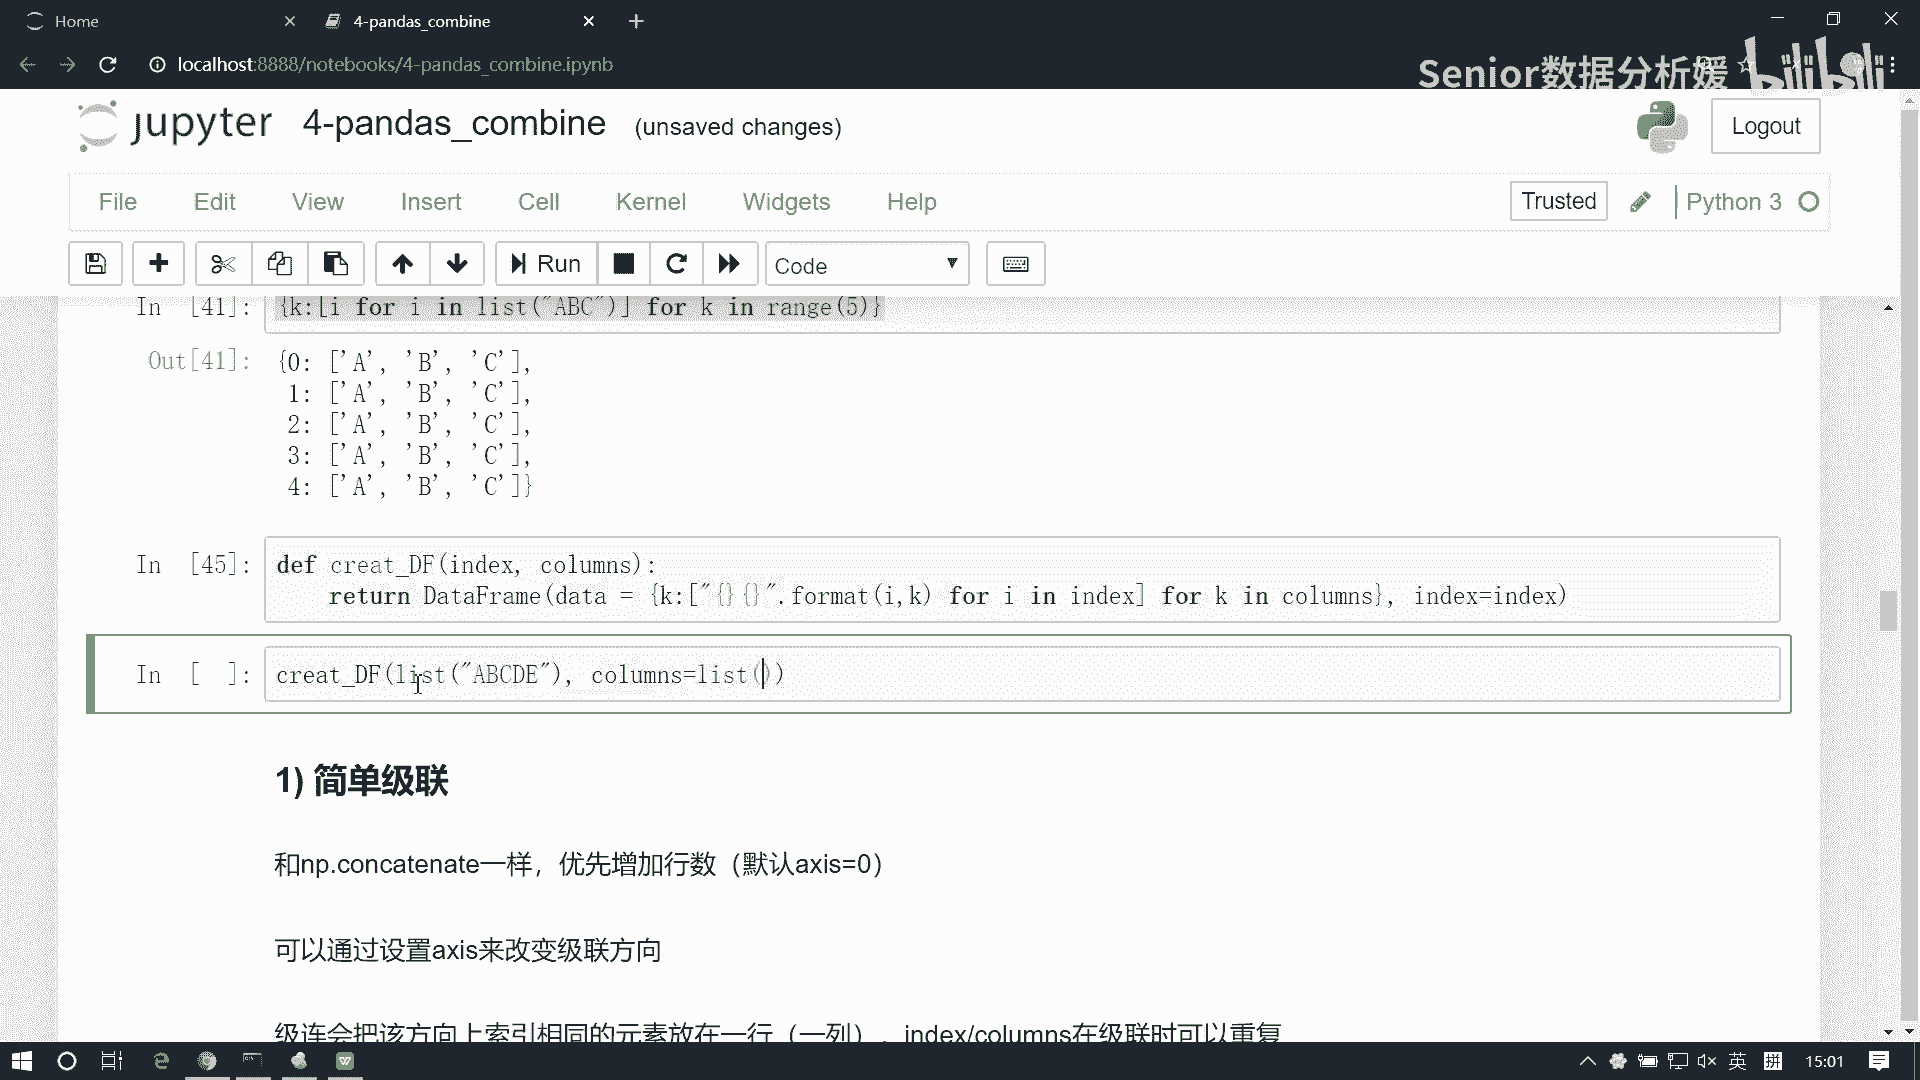 Home
4-pandas_combine
localhost:8888/notebooks/4-pandas_combine.ipynb
Senior数据分析媛
bilibili
jupyter
4-pandas_combine
(unsaved changes)
Logout
File Edit View Insert Cell Kernel Widgets Help
Trusted
Python 3
Run
Code
In [41]: {k:[i for i in list("ABC")] for k in range(5)}
Out[41]: {0: ['A', 'B', 'C'],
1: ['A', 'B', 'C'],
2: ['A', 'B', 'C'],
3: ['A', 'B', 'C'],
4: ['A', 'B', 'C']}
In [45]: def creat_DF(index, columns):
return DataFrame(data = {k:["{}{}".format(i,k) for i in index] for k in columns}, index=index)
In [ ]: creat_DF(list("ABCDE"), columns=list())
1) 简单级联
和np.concatenate一样，优先增加行数（默认axis=0）
可以通过设置axis来改变级联方向
级连会把该方向上索引相同的元素放在一行（一列），index/columns在级联时可以重复
英
拼
15:01